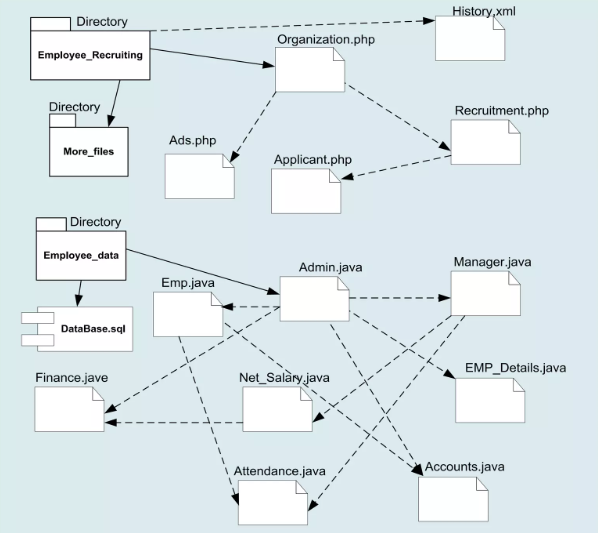 Directory
History.xml
Employee_Recruiting
Organization.php
Directory
More_files
Recruitment.php
Ads.php
Applicant.php
Directory
Employee_data
Emp.java
Admin.java
Manager.java
DataBase.sql
Finance.jave
Net_Salary.java
EMP_Details.java
Attendance.java
Accounts.java